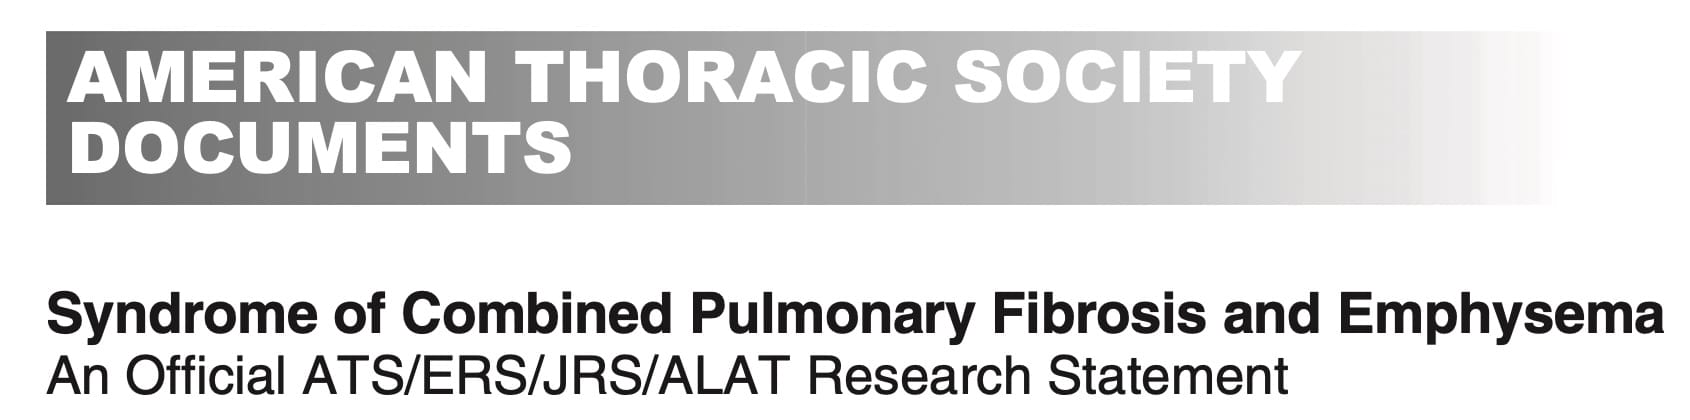 AMERICAN THORACIC SOCIETY
DOCUMENTS
Syndrome of Combined Pulmonary Fibrosis and Emphysema
An Official ATS/ERS/JRS/ALAT Research Statement